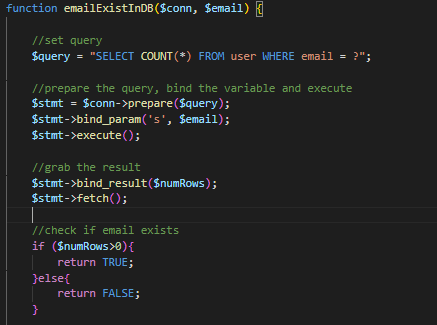 function emailExistInDB($conn, $email) {
//set query
$query = "SELECT COUNT(*) FROM user WHERE email = ?";
//prepare the query, bind the variable and execute
$stmt = $conn->prepare($query);
$stmt->bind_param('s', $email);
$stmt->execute();
//grab the result
$stmt->bind_result($numRows);
$stmt->fetch();
//check if email exists
if ($numRows>0){
return TRUE;
}else{
return FALSE;
}